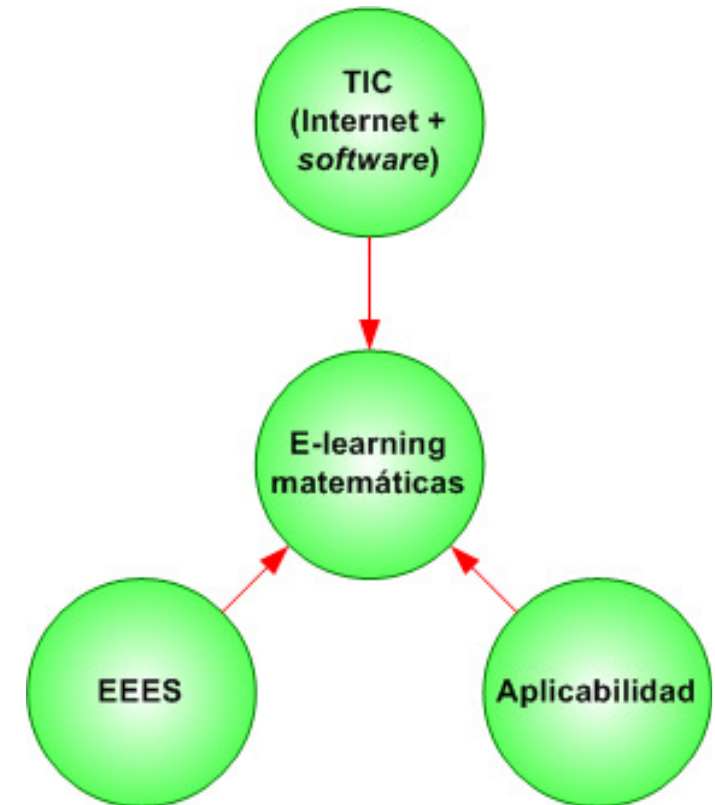 TIC
(Internet +
software)
E-learning
matemáticas
EEES
Aplicabilidad